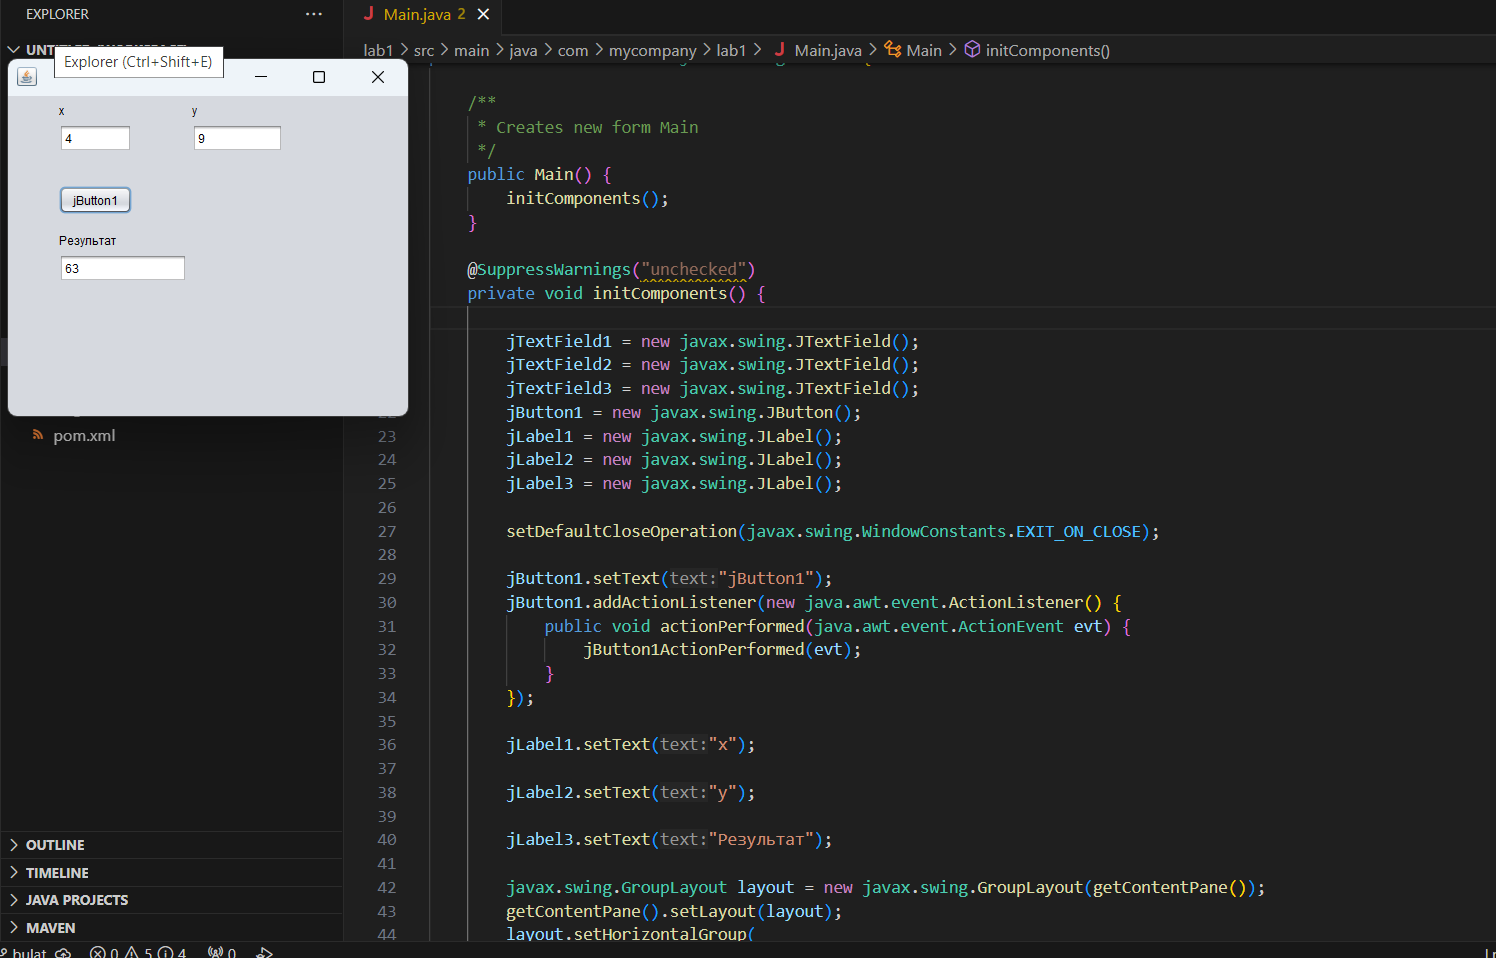 EXPLORER
···
J Main.java 2
lab1 > src > main > java > com > mycompany > lab1 > J Main.java > Main > initComponents()
Explorer (Ctrl+Shift+E)
x
y
4
9
jButton1
Результат
63
pom.xml
OUTLINE
TIMELINE
JAVA PROJECTS
MAVEN
/**
* Creates new form Main
*/
public Main() {
initComponents();
}
@SuppressWarnings("unchecked")
private void initComponents() {
jTextField1 = new javax.swing.JTextField();
jTextField2 = new javax.swing.JTextField();
jTextField3 = new javax.swing.JTextField();
jButton1 = new javax.swing.JButton();
23 jLabel1 = new javax.swing.JLabel();
24 jLabel2 = new javax.swing.JLabel();
25 jLabel3 = new javax.swing.JLabel();
26
27 setDefaultCloseOperation(javax.swing.WindowConstants.EXIT_ON_CLOSE);
28
29 jButton1.setText(text:"jButton1");
30 jButton1.addActionListener(new java.awt.event.ActionListener() {
31 public void actionPerformed(java.awt.event.ActionEvent evt) {
32 jButton1ActionPerformed(evt);
33 }
34 });
35
36 jLabel1.setText(text:"x");
37
38 jLabel2.setText(text:"y");
39
40 jLabel3.setText(text:"Результат");
41
42 javax.swing.GroupLayout layout = new javax.swing.GroupLayout(getContentPane());
43 getContentPane().setLayout(layout);
44 layout.setHorizontalGroup(
bulat 0 5 4 0